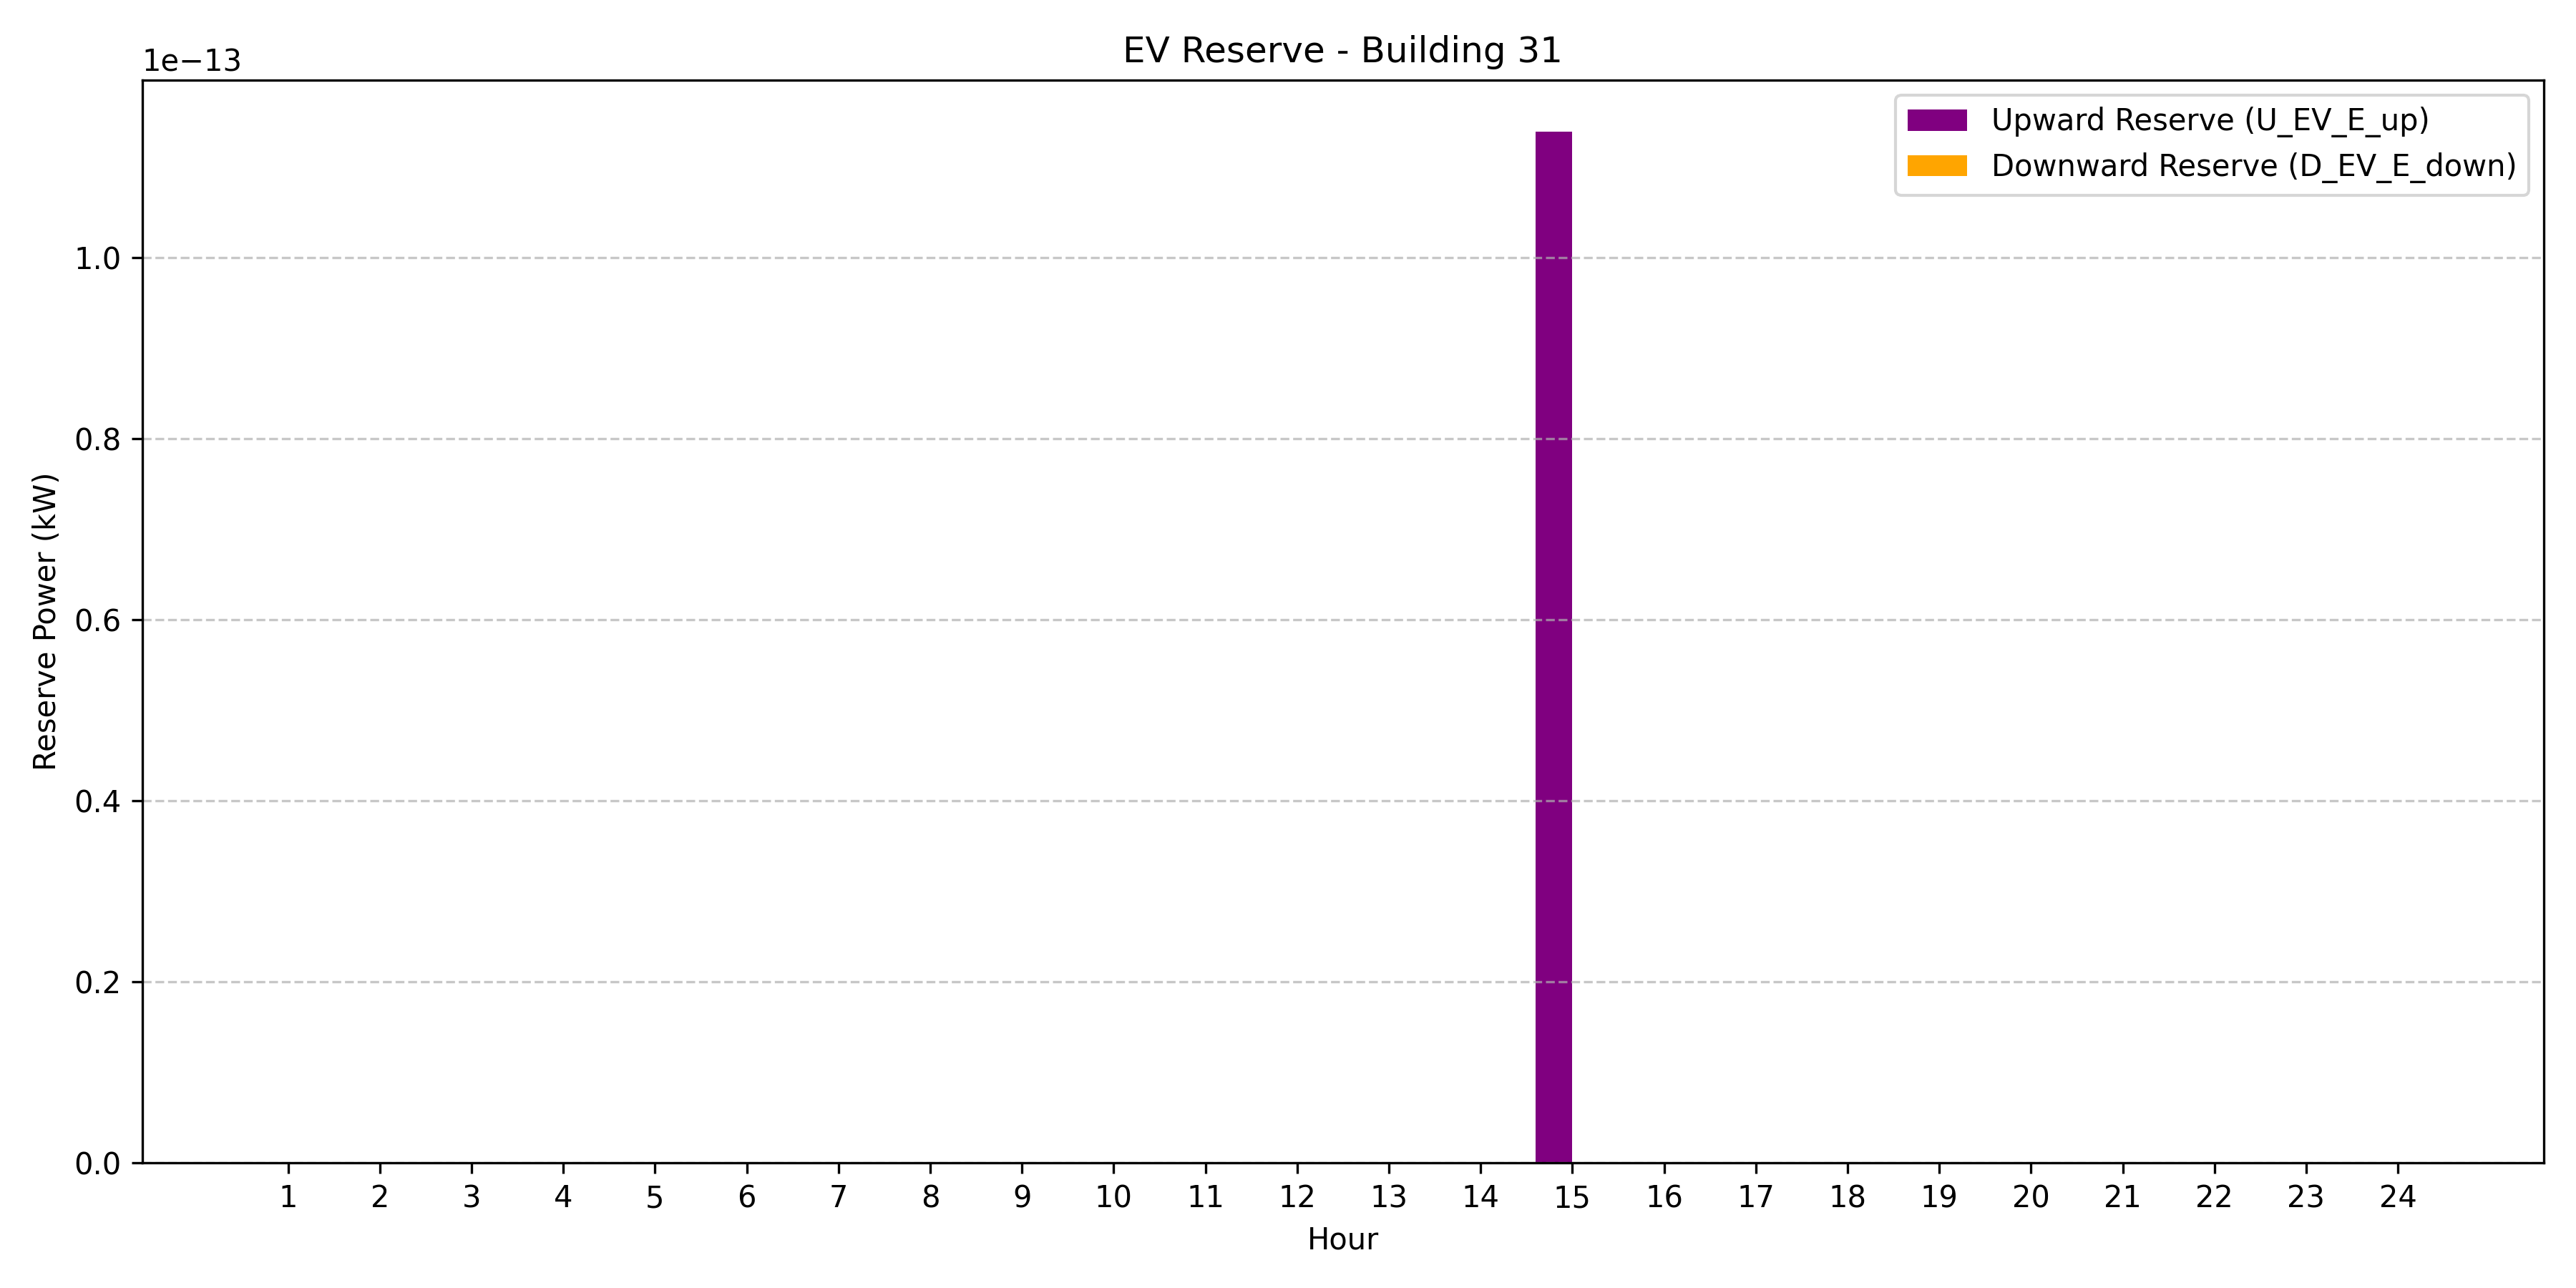 EV Reserve - Building 31
1e−13
Upward Reserve (U_EV_E_up)
Downward Reserve (D_EV_E_down)
Reserve Power (kW)
1.0
0.8
0.6
0.4
0.2
0.0
1 2 3 4 5 6 7 8 9 10 11 12 13 14 15 16 17 18 19 20 21 22 23 24
Hour